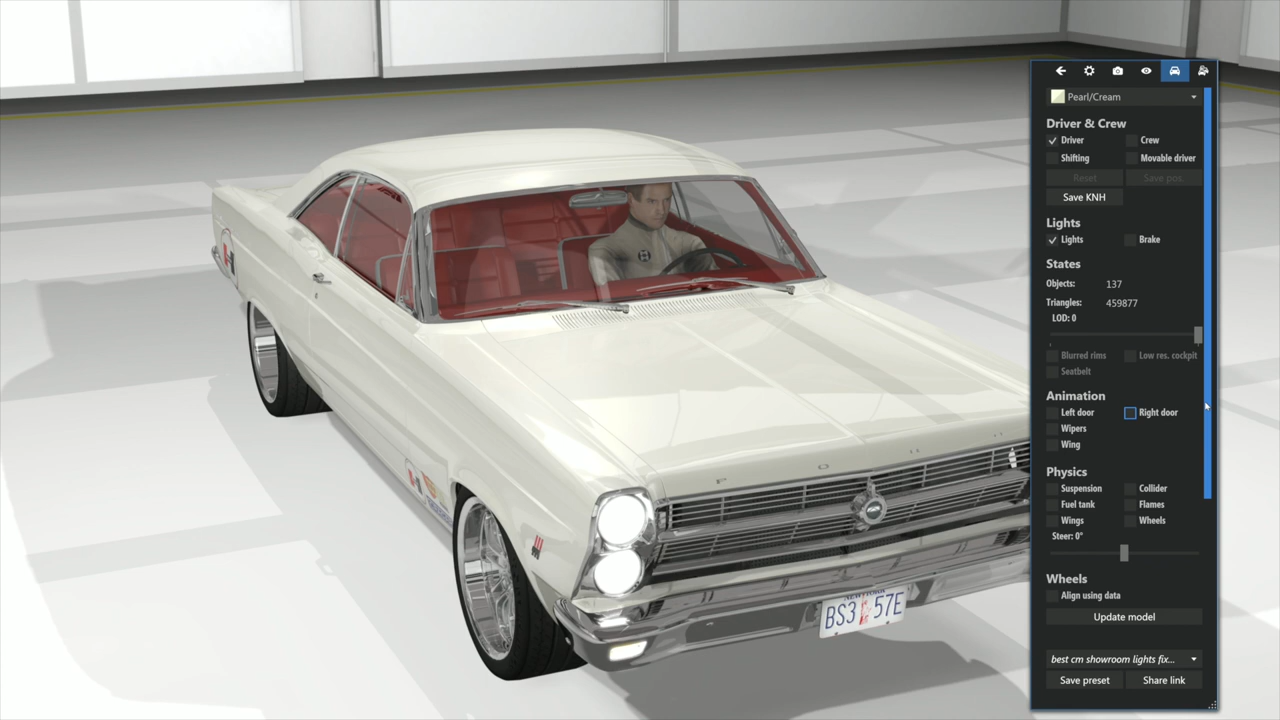 Pearl/Cream
Driver & Crew
Driver
Crew
Shifting
Movable driver
Reset
Save pos.
Save KNH
Lights
Lights
Brake
States
Objects: 137
Triangles: 459877
LOD: 0
Blurred rims
Low res. cockpit
Seatbelt
Animation
Left door
Right door
Wipers
Wing
Physics
Suspension
Collider
Fuel tank
Flames
Wings
Wheels
Steer: 0°
Wheels
Align using data
Update model
best cm showroom lights fix...
Save preset
Share link
NEW YORK
BS3 57E